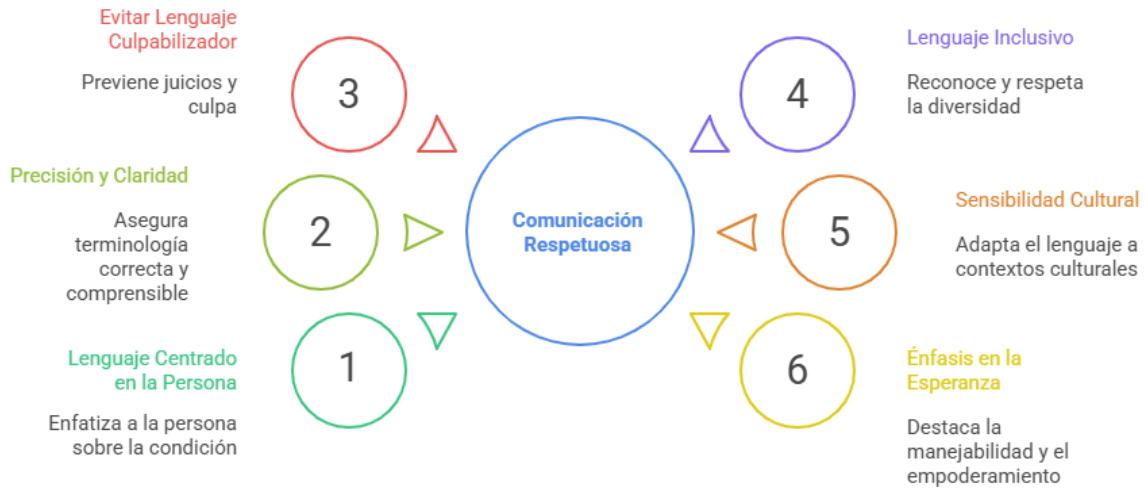 Evitar Lenguaje
Culpabilizador
Previene juicios y
culpa
3
Precisión y Claridad
Asegura
terminología
correcta y
comprensible
2
Lenguaje Centrado
en la Persona
Enfatiza a la persona
sobre la condición
1
Comunicación
Respetuosa
4
Lenguaje Inclusivo
Reconoce y respeta
la diversidad
5
Sensibilidad Cultural
Adapta el lenguaje a
contextos culturales
6
Énfasis en la
Esperanza
Destaca la
manejabilidad y el
empoderamiento